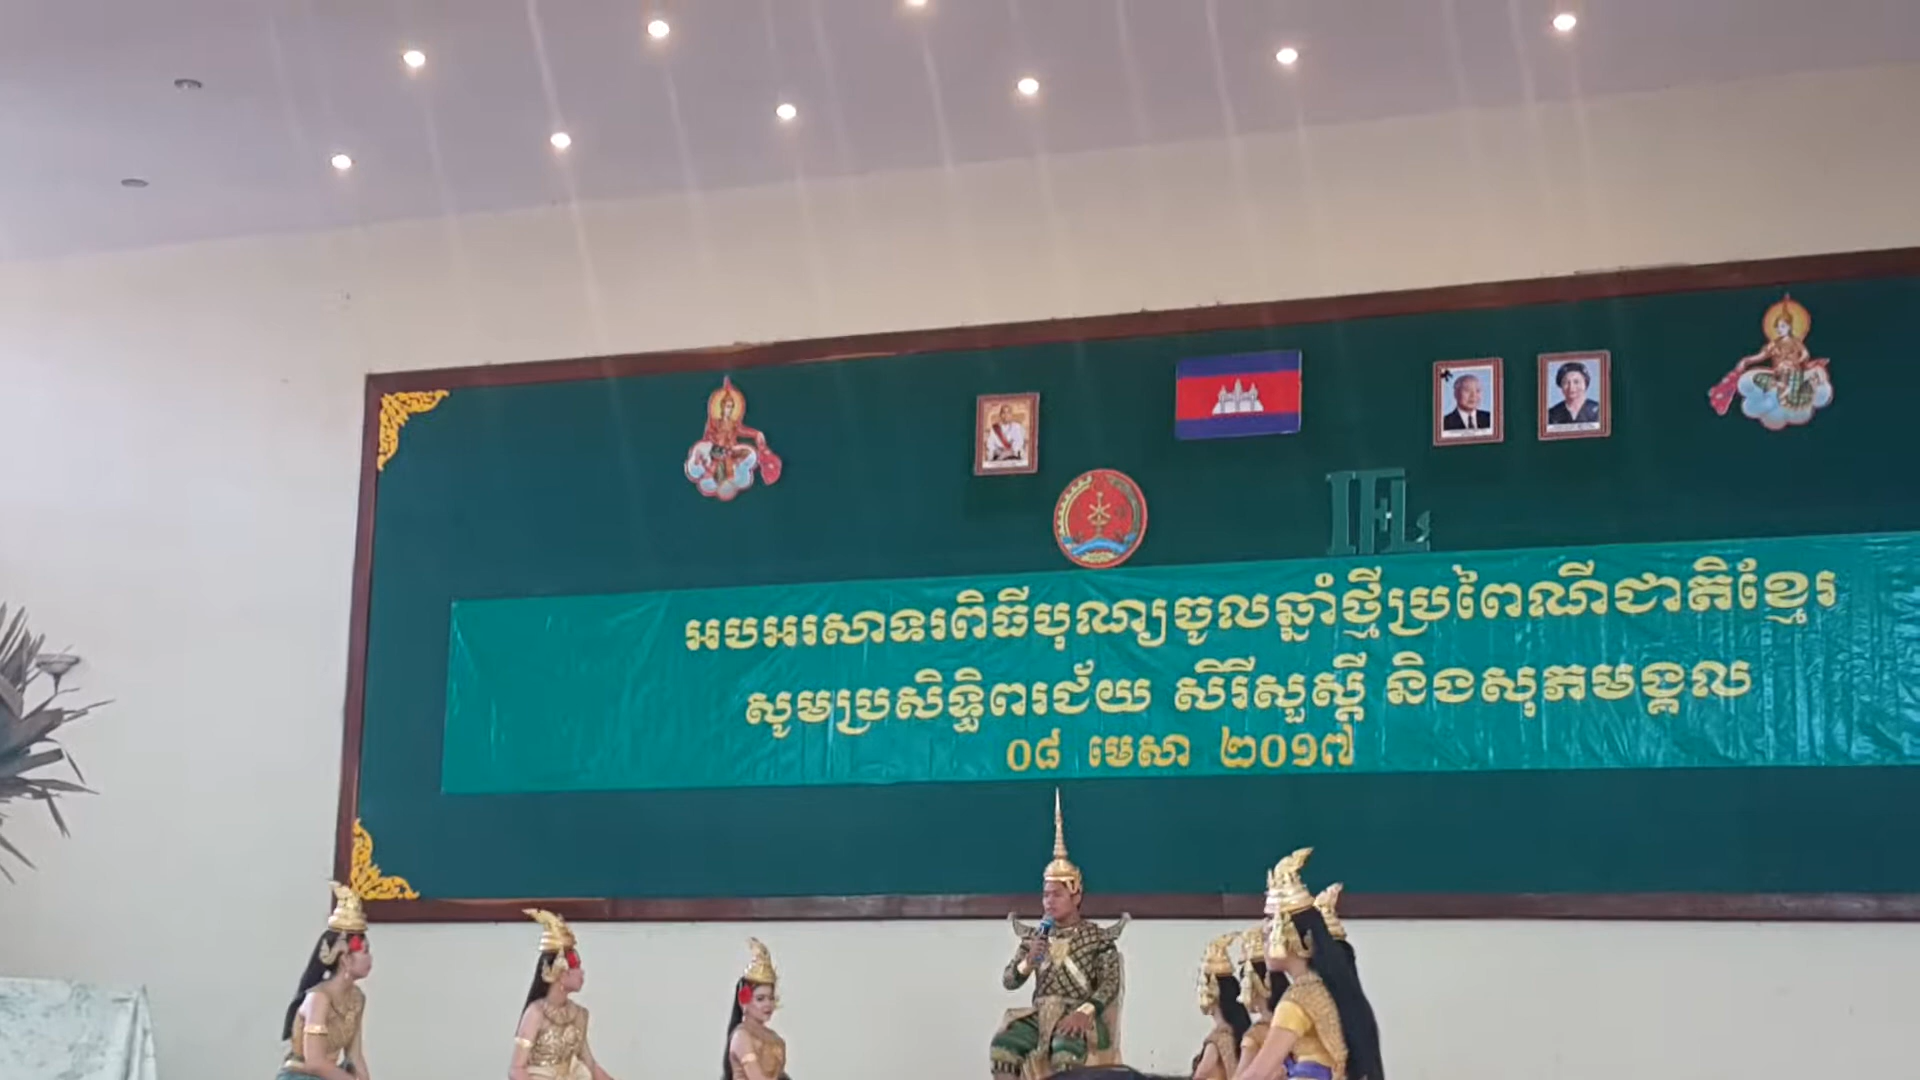 IFL
អបអរសាទរពិធីបុណ្យចូលឆ្នាំថ្មីប្រពៃណីជាតិខ្មែរ
សូមប្រសិទ្ធិពរជ័យ សិរីសួស្តី និងសុភមង្គល
០៨ មេសា ២០១៧